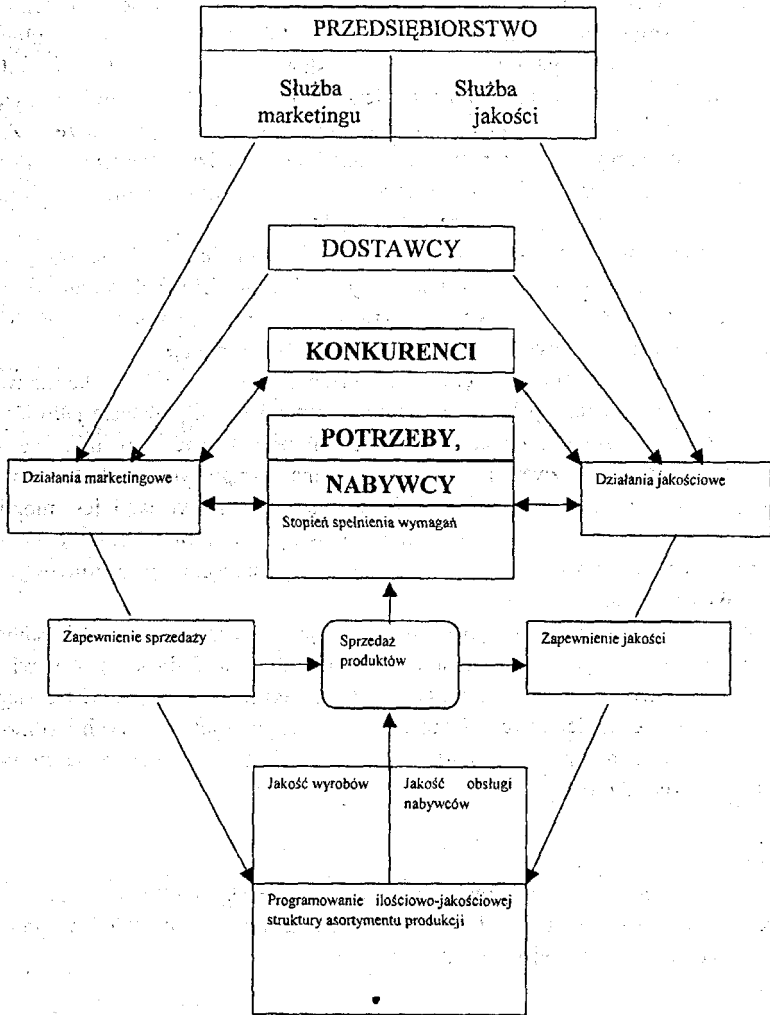 PRZEDSIĘBIORSTWO
Służba
marketingu
Służba
jakości
DOSTAWCY
KONKURENCI
POTRZEBY,
NABYWCY
Stopień spełnienia wymagań
Działania marketingowe
Działania jakościowe
Zapewnienie sprzedaży
Sprzedaż
produktów
Zapewnienie jakości
Jakość wyrobów
Jakość obsługi
nabywców
Programowanie ilościowo-jakościowej
struktury asortymentu produkcji